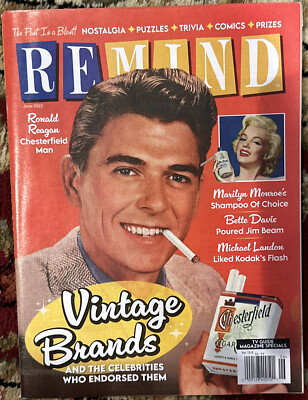 The Past Is a Blast!
NOSTALGIA ✦ PUZZLES ✦ TRIVIA ✦ COMICS ✦ PRIZES
REMIND
June 2023
Ronald
Reagan
Chesterfield
Man
Marilyn Monroe's
Shampoo Of Choice
Bette Davis
Poured Jim Beam
Michael Landon
Liked Kodak's Flash
Vintage
Brands
AND THE CELEBRITIES
WHO ENDORSED THEM
Chesterfield
TV GUIDE
MAGAZINE SPECIALS